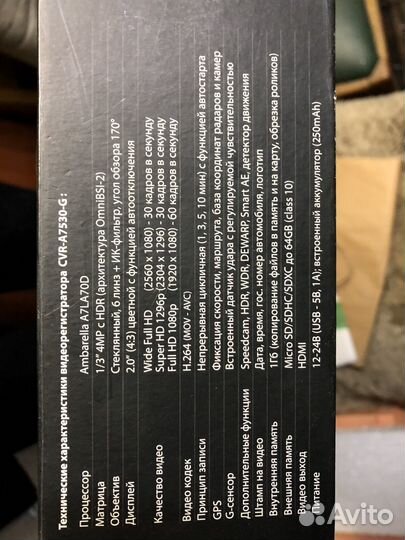 Технические характеристики видеорегистратора CVR-A7530-G :
Процессор Ambarella A7LA70D
Матрица 1/3" 4MP с HDR (архитектура OmniBSI-2)
Объектив Стеклянный, 6 линз + ИК-фильтр, угол обзора 170°
Дисплей 2.0" (4:3) цветной с функцией автоотключения
Качество видео Wide Full HD (2560 x 1080) - 30 кадров в секунду
Super HD 1296p (2304 x 1296) - 30 кадров в секунду
Full HD 1080p (1920 x 1080) - 60 кадров в секунду
Видео кодек H.264 (MOV - AVC)
Принцип записи Непрерывная цикличная (1, 3, 5, 10 мин) с функцией автостарта
GPS Фиксация скорости, маршрута, база координат радаров и камер
G-сенсор Встроенный датчик удара с регулируемой чувствительностью
Дополнительные функции Speedcam, HDR, WDR, DEWARP, Smart AE, детектор движения
Штамп на видео Дата, время, гос. номер автомобиля, логотип
Внутренняя память 1Гб (копирование файлов в память и на карту, обрезка роликов)
Внешняя память Micro SD/SDHC/SDXC до 64GB (class 10)
Видео выход HDMI
Питание 12-24В (USB - 5В, 1А); встроенный аккумулятор (250mAh)
Avito